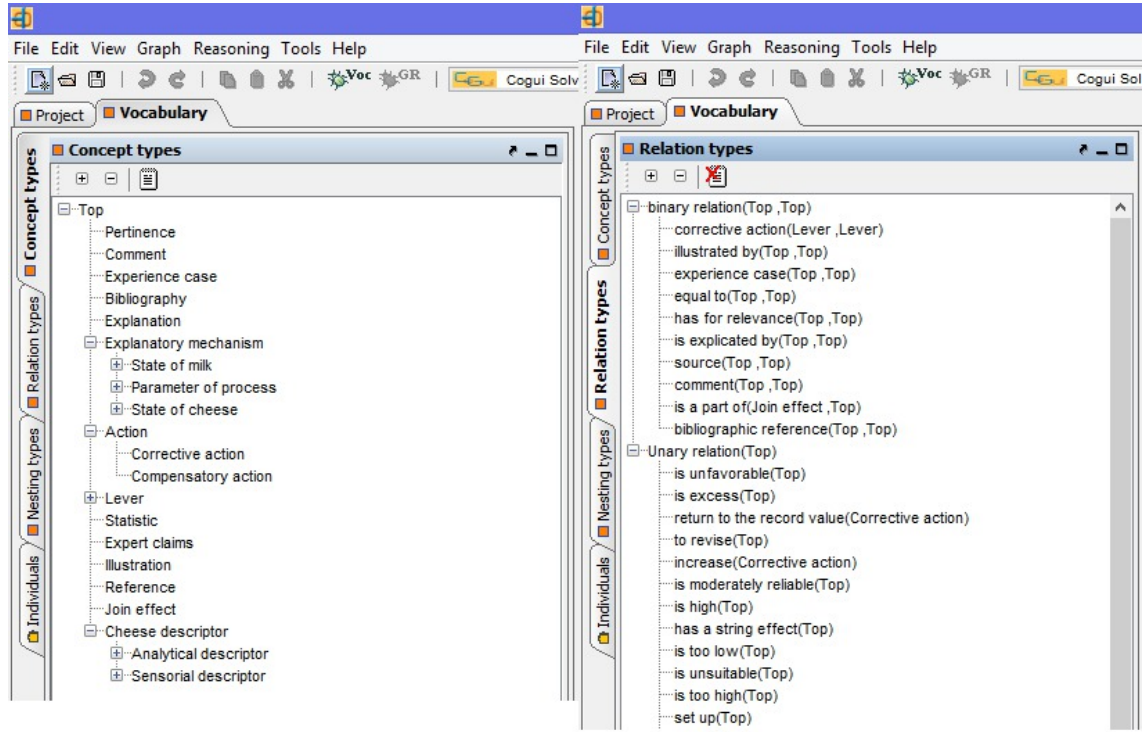 File Edit View Graph Reasoning Tools Help
Voc GR CGui Cogui Solv
Project Vocabulary
Concept types
Relation types
Nesting types
Individuals
Concept types
Top
Pertinence
Comment
Experience case
Bibliography
Explanation
Explanatory mechanism
State of milk
Parameter of process
State of cheese
Action
Corrective action
Compensatory action
Lever
Statistic
Expert claims
Illustration
Reference
Join effect
Cheese descriptor
Analytical descriptor
Sensorial descriptor
File Edit View Graph Reasoning Tools Help
Voc GR CGui Cogui Sol
Project Vocabulary
Concept types
Relation types
Nesting types
Individuals
Relation types
binary relation(Top ,Top)
corrective action(Lever ,Lever)
illustrated by(Top ,Top)
experience case(Top ,Top)
equal to(Top ,Top)
has for relevance(Top ,Top)
is explicated by(Top ,Top)
source(Top ,Top)
comment(Top ,Top)
is a part of(Join effect ,Top)
bibliographic reference(Top ,Top)
Unary relation(Top)
is unfavorable(Top)
is excess(Top)
return to the record value(Corrective action)
to revise(Top)
increase(Corrective action)
is moderately reliable(Top)
is high(Top)
has a string effect(Top)
is too low(Top)
is unsuitable(Top)
is too high(Top)
set up(Top)